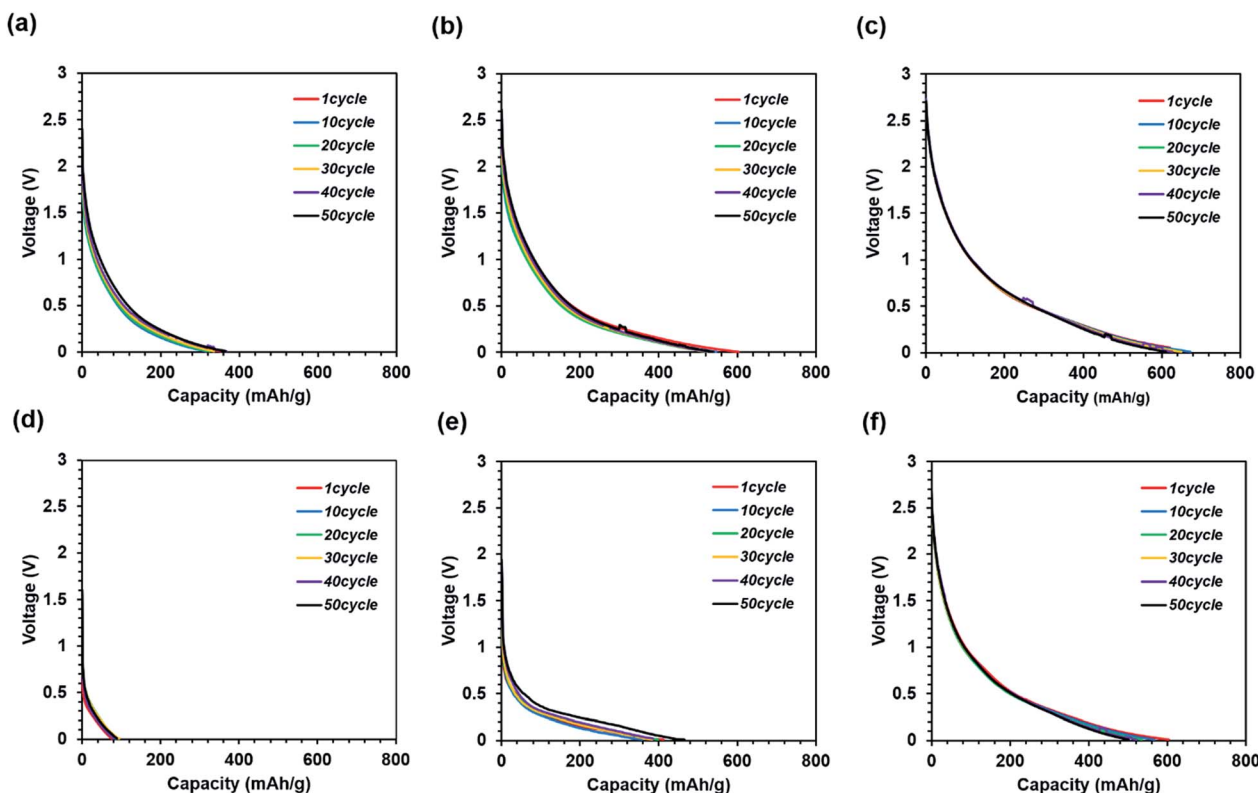 (a)
3
2.5
2
1.5
1
0.5
0
Voltage (V)
1cycle
10cycle
20cycle
30cycle
40cycle
50cycle
0 200 400 600 800
Capacity (mAh/g)
(b)
3
2.5
2
1.5
1
0.5
0
Voltage (V)
1cycle
10cycle
20cycle
30cycle
40cycle
50cycle
0 200 400 600 800
Capacity (mAh/g)
(c)
3
2.5
2
1.5
1
0.5
0
Voltage (V)
1cycle
10cycle
20cycle
30cycle
40cycle
50cycle
0 200 400 600 800
Capacity (mAh/g)
(d)
3
2.5
2
1.5
1
0.5
0
Voltage (V)
1cycle
10cycle
20cycle
30cycle
40cycle
50cycle
0 200 400 600 800
Capacity (mAh/g)
(e)
3
2.5
2
1.5
1
0.5
0
Voltage (V)
1cycle
10cycle
20cycle
30cycle
40cycle
50cycle
0 200 400 600 800
Capacity (mAh/g)
(f)
3
2.5
2
1.5
1
0.5
0
Voltage (V)
1cycle
10cycle
20cycle
30cycle
40cycle
50cycle
0 200 400 600 800
Capacity (mAh/g)